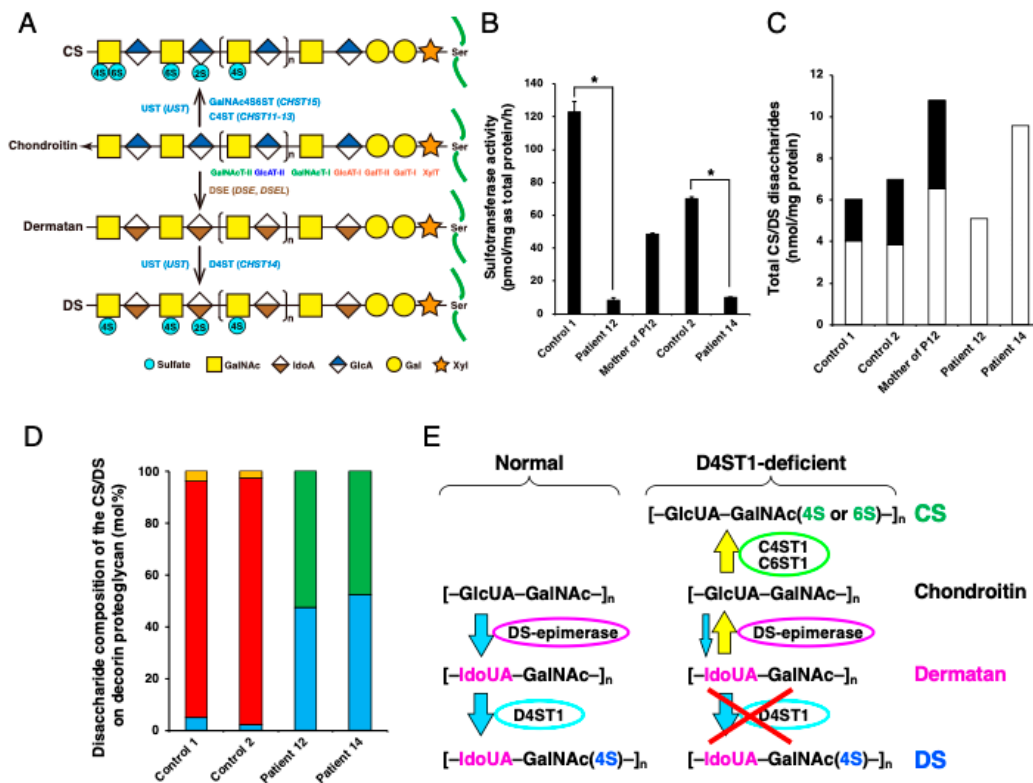 A
CS
Ser
n
4S 6S 6S 2S 4S
UST (UST)
GalNAc4S6ST (CHST15)
C4ST (CHST11-13)
Chondroitin
Ser
n
GalNAcT-II GlcAT-II GalNAcT-I GlcAT-I GalT-II GalT-I XylT
DSE (DSE, DSEL)
Dermatan
Ser
n
UST (UST)
D4ST (CHST14)
DS
Ser
n
4S 4S 2S 4S
Sulfate GalNAc IdoA GlcA Gal Xyl
B
Sulfotransferase activity
(pmol/mg as total protein/h)
160
140
120
100
80
60
40
20
0
*
*
Control 1
Patient 12
Mother of P12
Control 2
Patient 14
C
Total CS/DS disaccharides
(nmol/mg protein)
12
10
8
6
4
2
0
Control 1
Control 2
Mother of P12
Patient 12
Patient 14
D
Disaccharide composition of the CS/DS
on decorin proteoglycan (mol%)
100
80
60
40
20
0
Control 1
Control 2
Patient 12
Patient 14
E
Normal
D4ST1-deficient
[–GlcUA–GalNAc(4S or 6S)–]n CS
C4ST1
C6ST1
[–GlcUA–GalNAc–]n [–GlcUA–GalNAc–]n Chondroitin
DS-epimerase DS-epimerase
[–IdoUA–GalNAc–]n [–IdoUA–GalNAc–]n Dermatan
D4ST1 D4ST1
[–IdoUA–GalNAc(4S)–]n [–IdoUA–GalNAc(4S)–]n DS